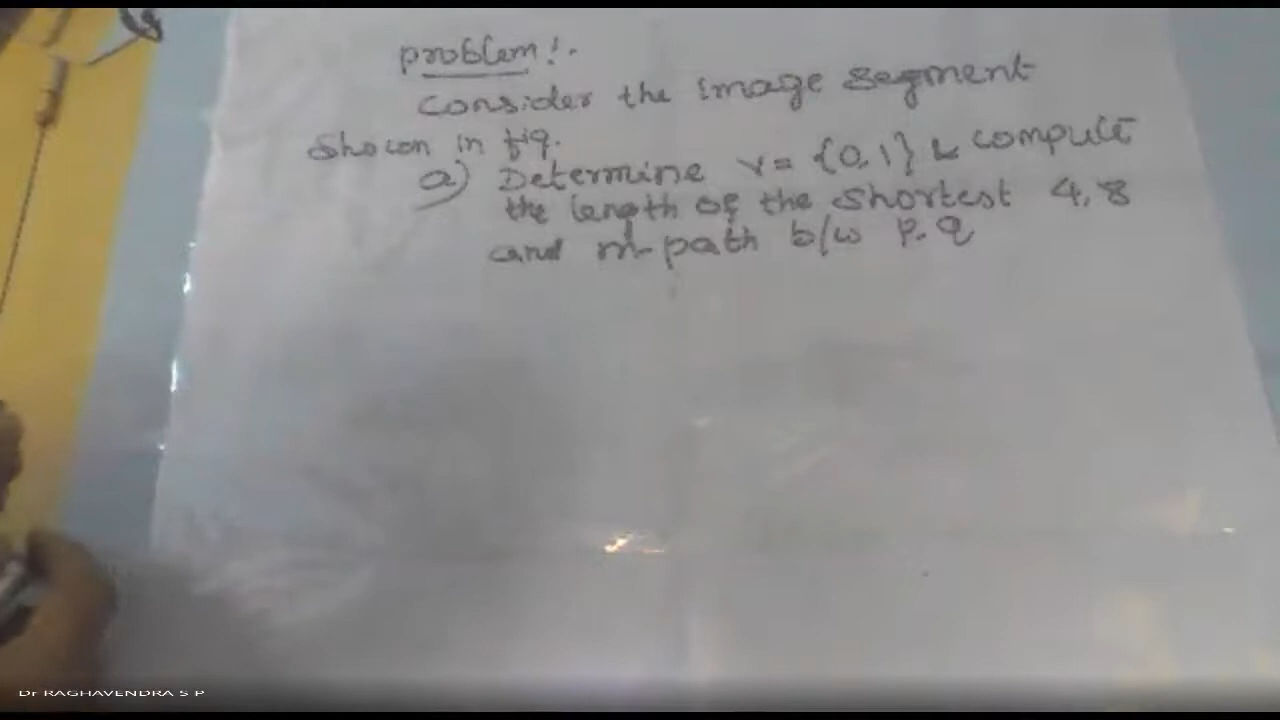 problem:-
Consider the image segment
shown in fig.
a) Determine v = {0,1} & compute
the length of the shortest 4,8
and m-path b/w p,q
Dr RAGHAVENDRA S P